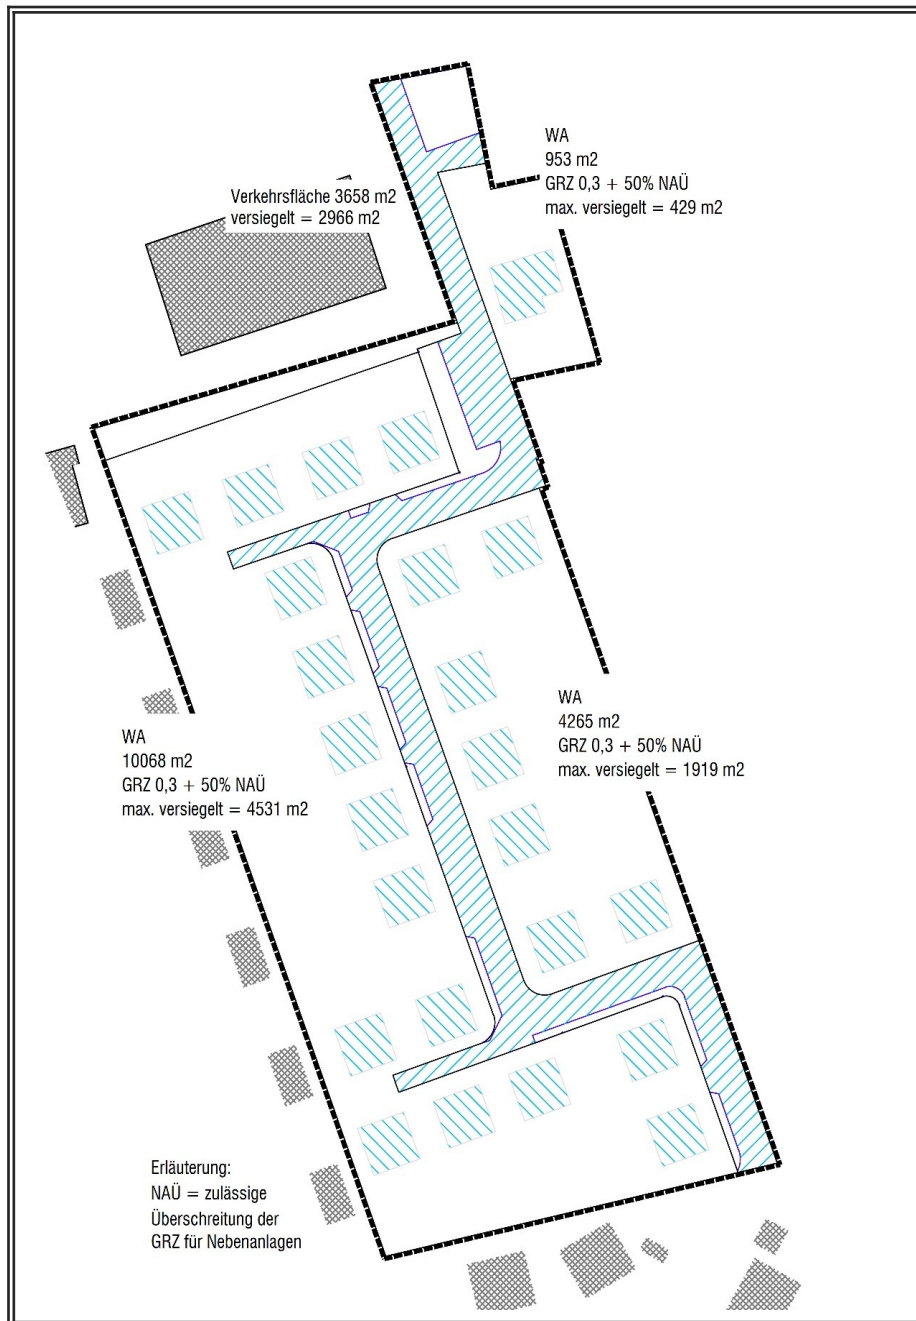 WA
953 m2
GRZ 0,3 + 50% NAÜ
max. versiegelt = 429 m2
Verkehrsfläche 3658 m2
versiegelt = 2966 m2
WA
4265 m2
GRZ 0,3 + 50% NAÜ
max. versiegelt = 1919 m2
WA
10068 m2
GRZ 0,3 + 50% NAÜ
max. versiegelt = 4531 m2
Erläuterung:
NAÜ = zulässige
Überschreitung der
GRZ für Nebenanlagen